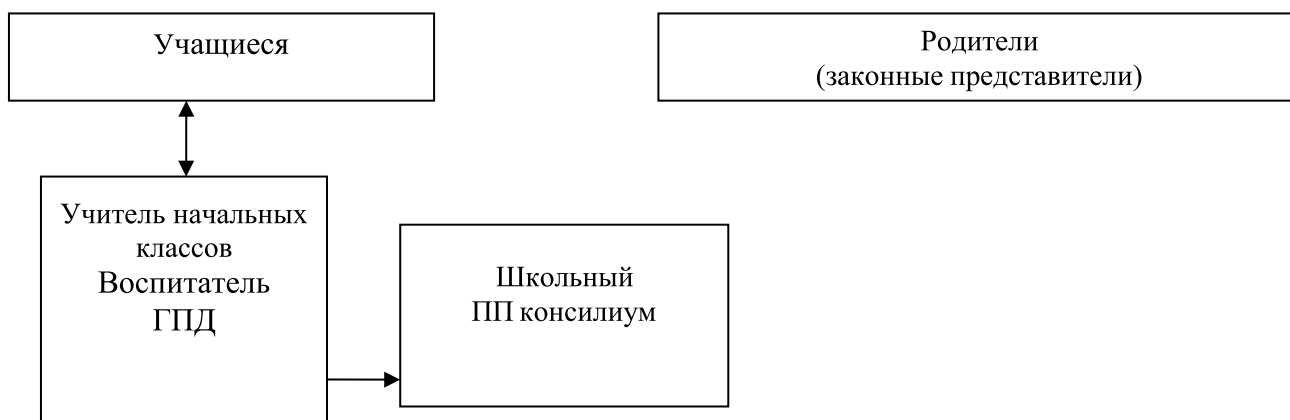 Учащиеся
Родители
(законные представители)
Учитель начальных
классов
Воспитатель
ГПД
Школьный
ПП консилиум